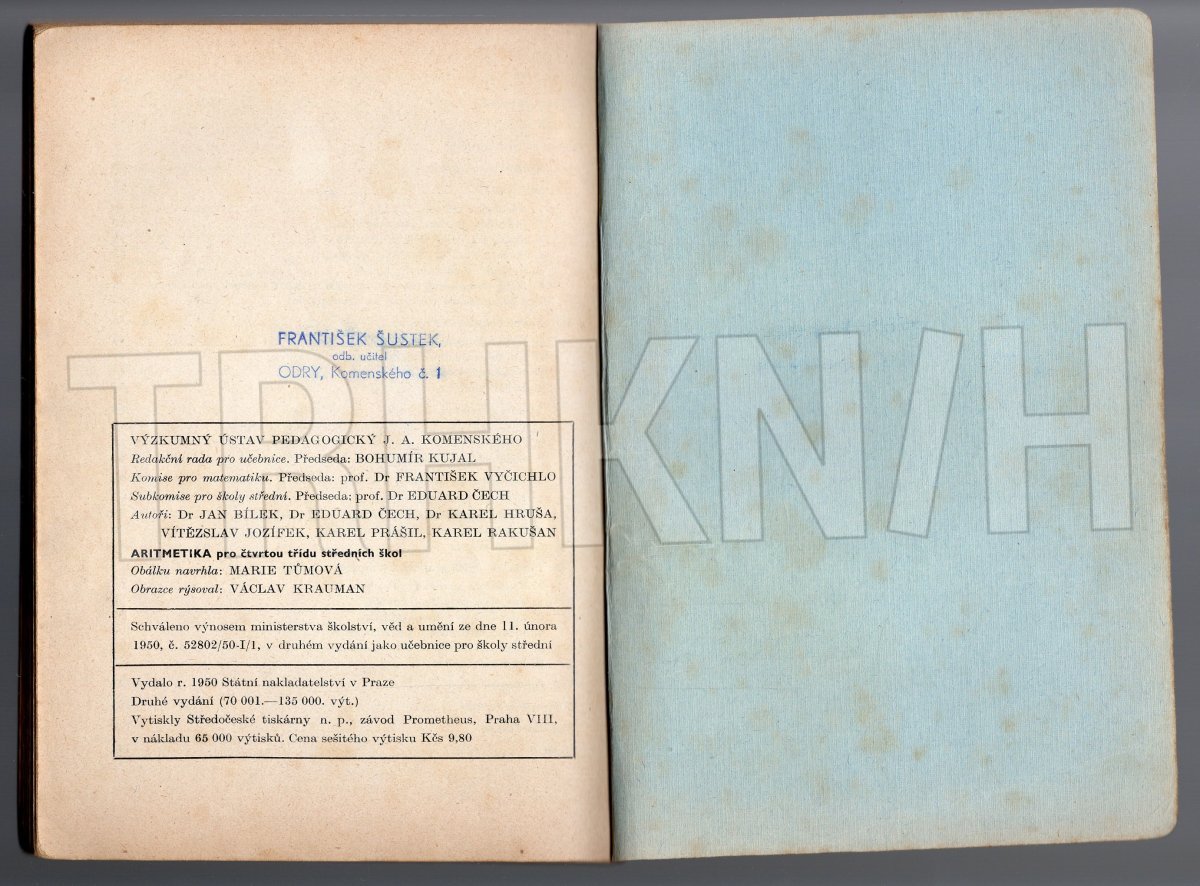 FRANTIŠEK ŠUSTEK,
odb. učitel
ODRY, Komenského č. 1
TRHKNIH
VÝZKUMNÝ ÚSTAV PEDAGOGICKÝ J. A. KOMENSKÉHO
Redakční rada pro učebnice. Předseda: BOHUMÍR KUJAL
Komise pro matematiku. Předseda: prof. Dr FRANTIŠEK VYČICHLO
Subkomise pro školy střední. Předseda: prof. Dr EDUARD ČECH
Autoři: Dr JAN BÍLEK, Dr EDUARD ČECH, Dr KAREL HRUŠA,
VÍTĚZSLAV JOZÍFEK, KAREL PRÁŠIL, KAREL RAKUŠAN
ARITMETIKA pro čtvrtou třídu středních škol
Obálku navrhla: MARIE TŮMOVÁ
Obrazce rýsoval: VÁCLAV KRAUMAN
Schváleno výnosem ministerstva školství, věd a umění ze dne 11. února
1950, č. 52802/50-I/1, v druhém vydání jako učebnice pro školy střední
Vydalo r. 1950 Státní nakladatelství v Praze
Druhé vydání (70 001.—135 000. výt.)
Vytiskly Středočeské tiskárny n. p., závod Prometheus, Praha VIII,
v nákladu 65 000 výtisků. Cena sešitého výtisku Kčs 9,80